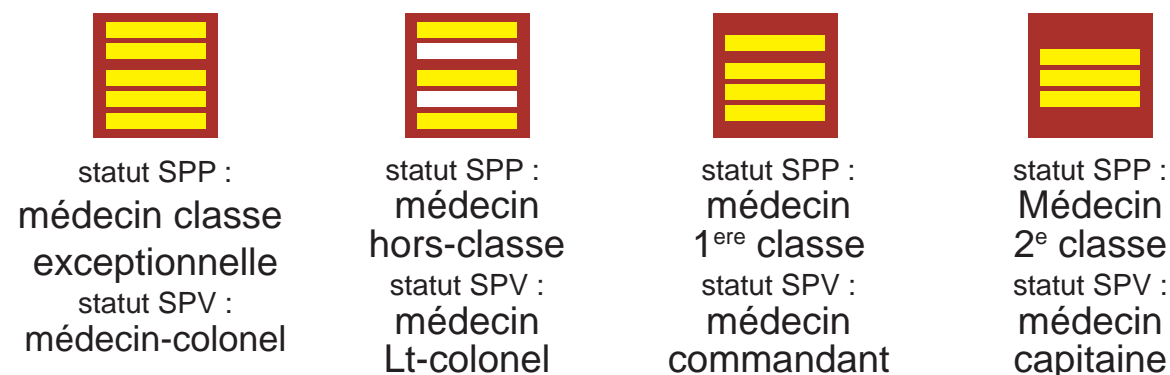 statut SPP :
médecin classe
exceptionnelle
statut SPV :
médecin-colonel
statut SPP :
médecin
hors-classe
statut SPV :
médecin
Lt-colonel
statut SPP :
médecin
1ere classe
statut SPV :
médecin
commandant
statut SPP :
Médecin
2e classe
statut SPV :
médecin
capitaine